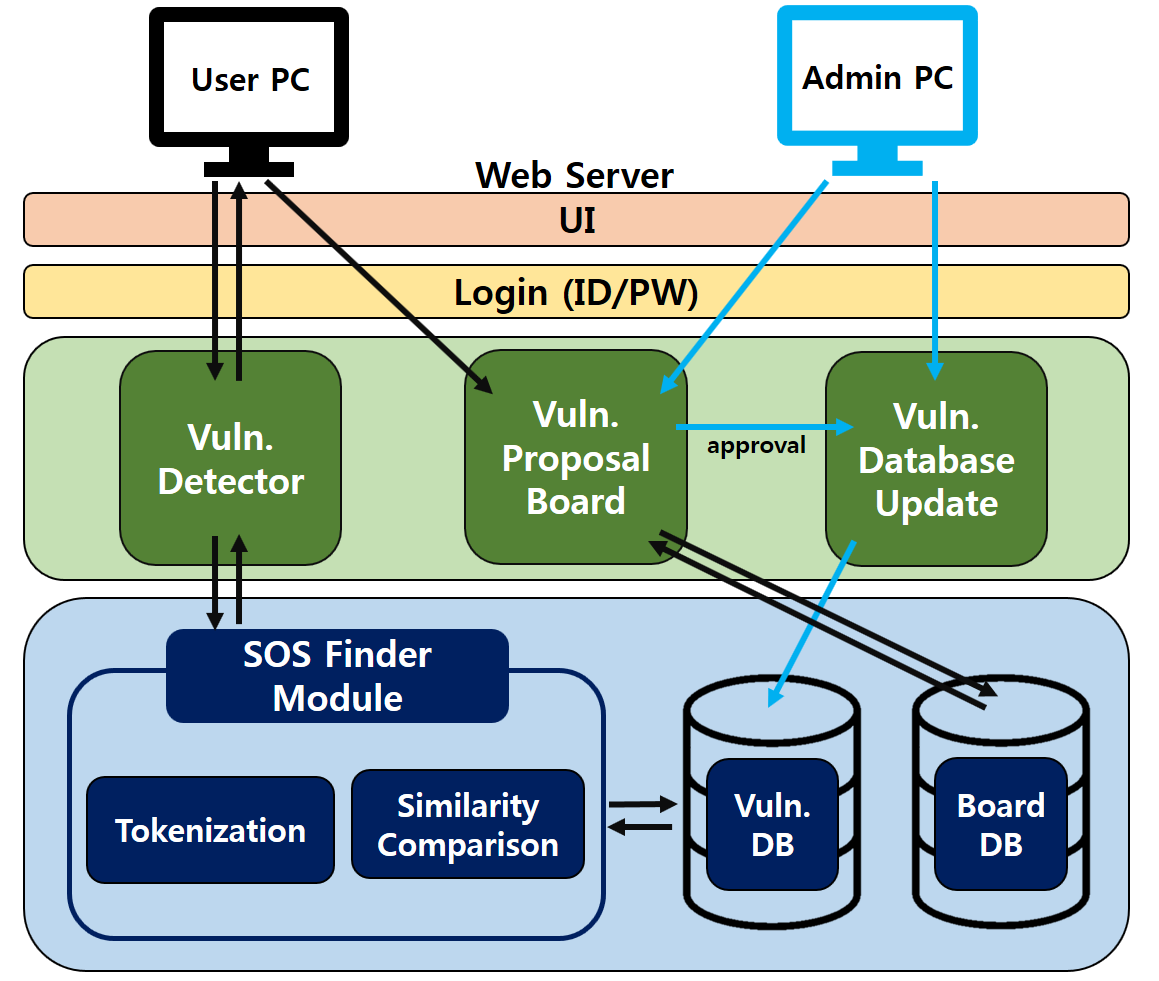 User PC
Admin PC
Web Server
UI
Login (ID/PW)
Vuln.
Detector
Vuln.
Proposal
Board
approval
Vuln.
Database
Update
SOS Finder
Module
Tokenization
Similarity
Comparison
Vuln.
DB
Board
DB